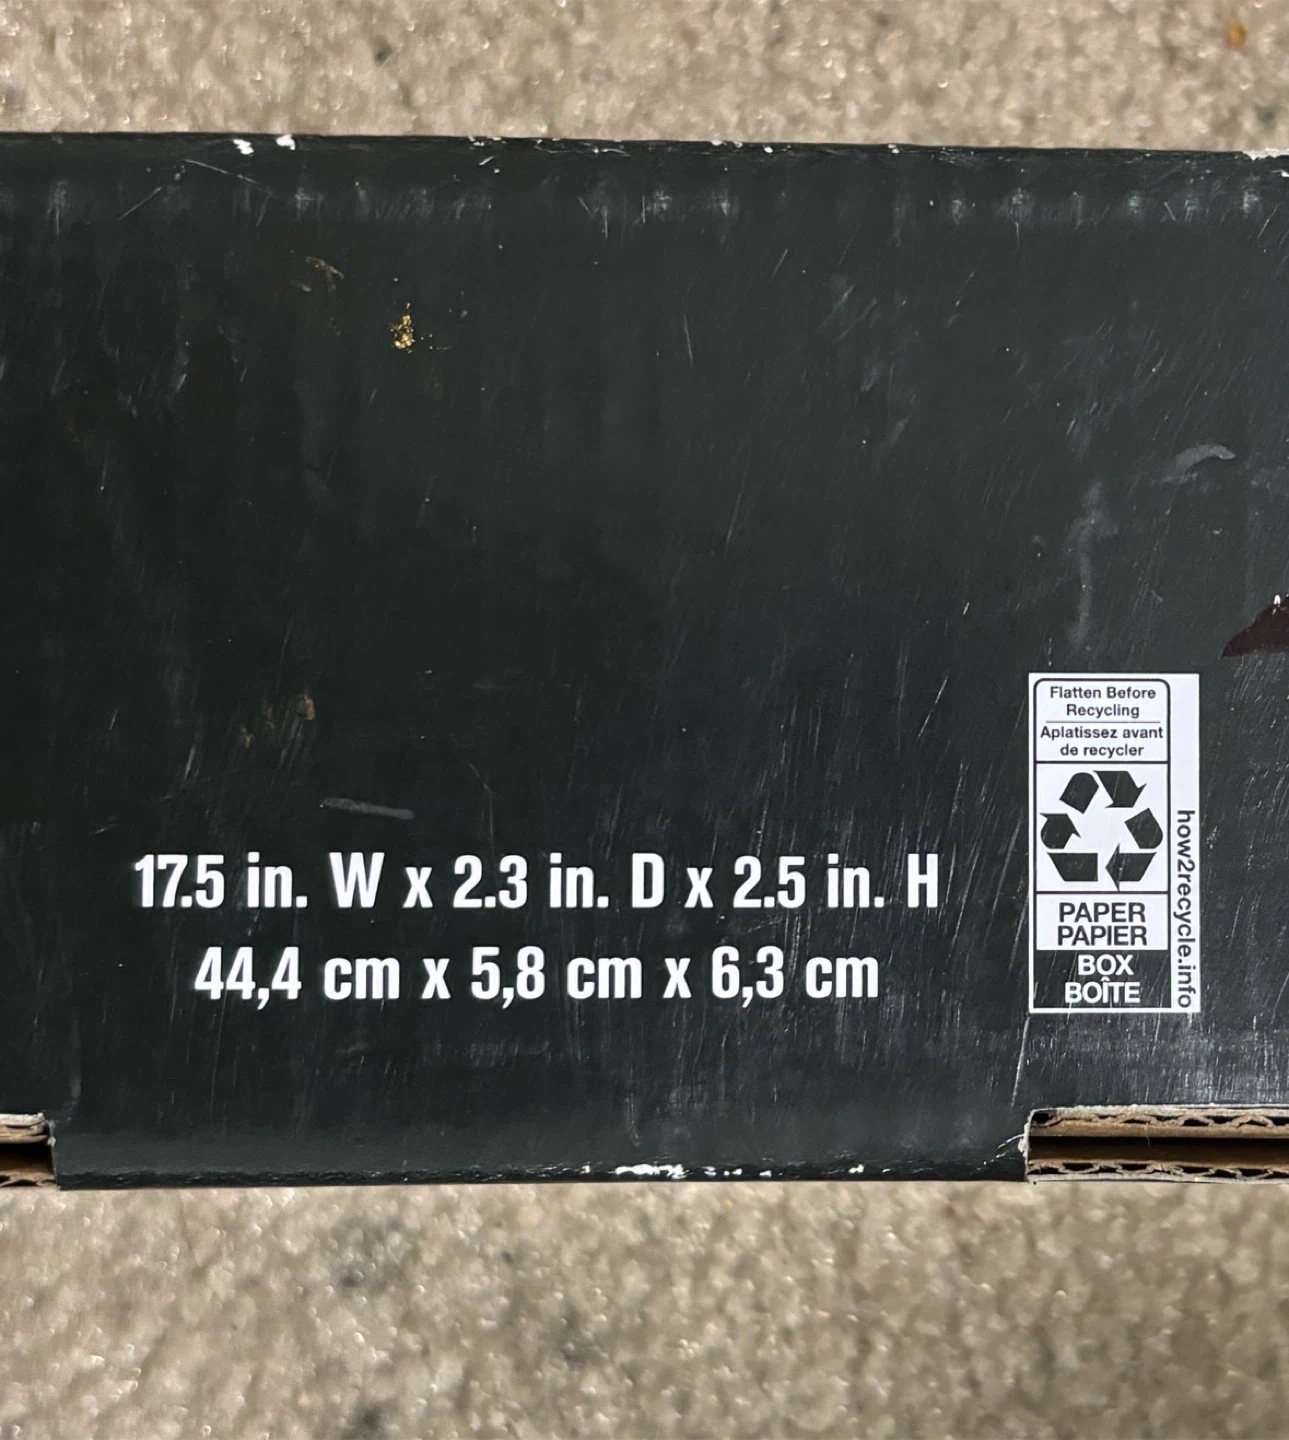 17.5 in. W x 2.3 in. D x 2.5 in. H
44,4 cm x 5,8 cm x 6,3 cm
Flatten Before
Recycling
Aplatissez avant
de recycler
PAPER
PAPIER
BOX
BOÎTE
how2recycle.info